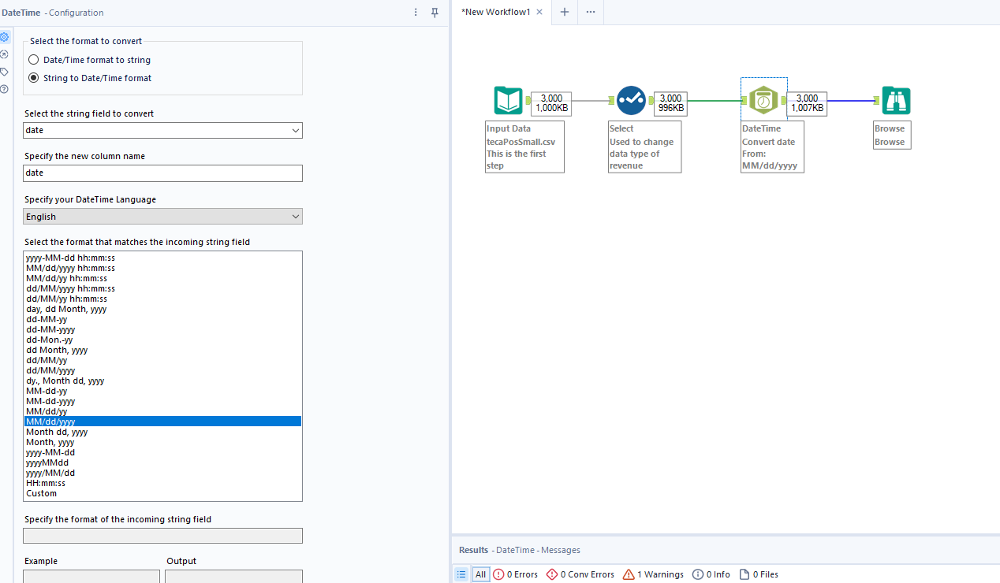 DateTime - Configuration
Select the format to convert
Date/Time format to string
String to Date/Time format
Select the string field to convert
date
Specify the new column name
date
Specify your DateTime Language
English
Select the format that matches the incoming string field
yyyy-MM-dd hh:mm:ss
MM/dd/yyyy hh:mm:ss
MM/dd/yy hh:mm:ss
dd/MM/yyyy hh:mm:ss
dd/MM/yy hh:mm:ss
day, dd Month, yyyy
dd-MM-yy
dd-MM-yyyy
dd-Mon.-yy
dd Month, yyyy
dd/MM/yy
dd/MM/yyyy
dy., Month dd, yyyy
MM-dd-yy
MM-dd-yyyy
MM/dd/yy
MM/dd/yyyy
Month dd, yyyy
Month, yyyy
yyyy-MM-dd
yyyyMMdd
yyyy/MM/dd
HH:mm:ss
Custom
Specify the format of the incoming string field
Example Output
*New Workflow1
3,000
1,000KB
Input Data
tecaPosSmall.csv
This is the first
step
3,000
996KB
Select
Used to change
data type of
revenue
3,000
1,007KB
DateTime
Convert date
From:
MM/dd/yyyy
Browse
Browse
Results - DateTime - Messages
All 0 Errors 0 Conv Errors 1 Warnings 0 Info 0 Files